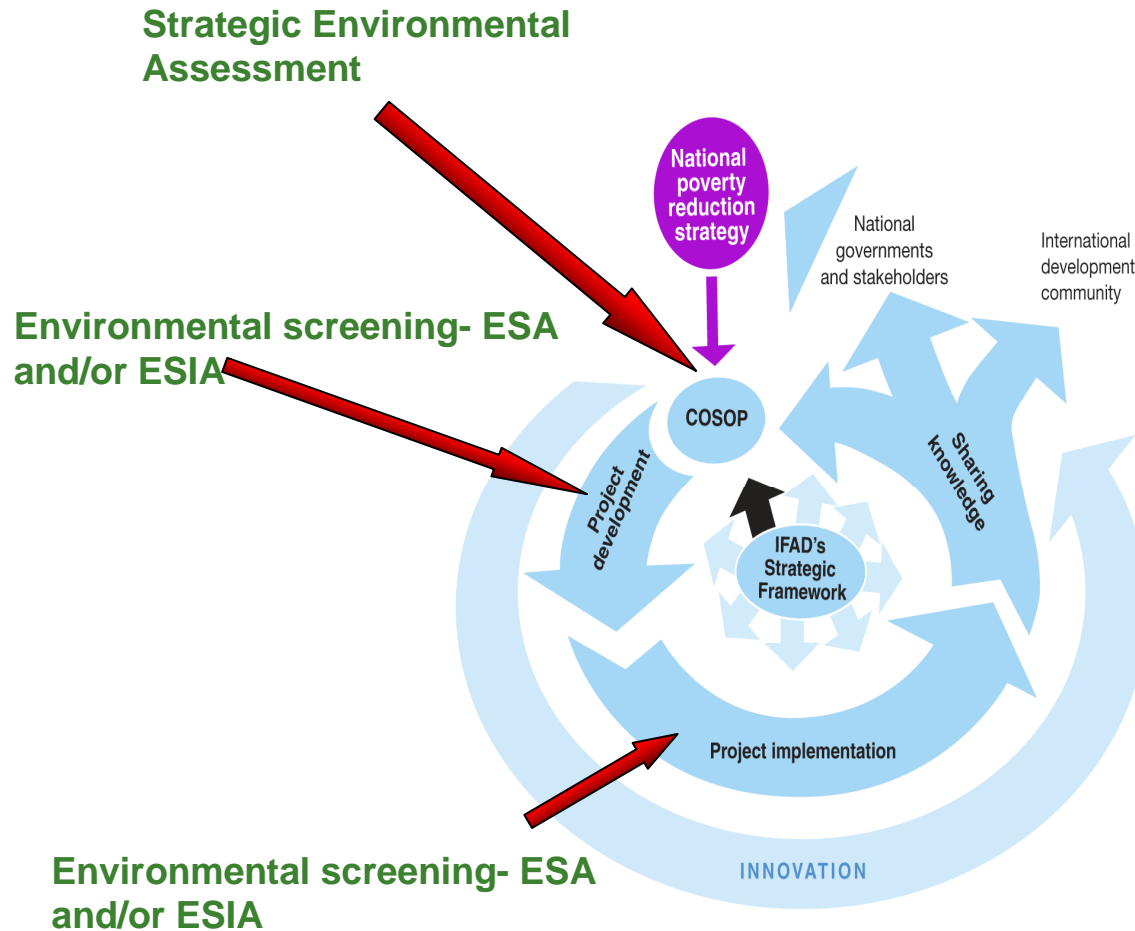 Strategic Environmental
Assessment
National
poverty
reduction
strategy
National
governments
and stakeholders
International
development
community
Environmental screening- ESA
and/or ESIA
COSOP
Project
development
Sharing
knowledge
IFAD's
Strategic
Framework
Project implementation
Environmental screening- ESA
and/or ESIA
INNOVATION